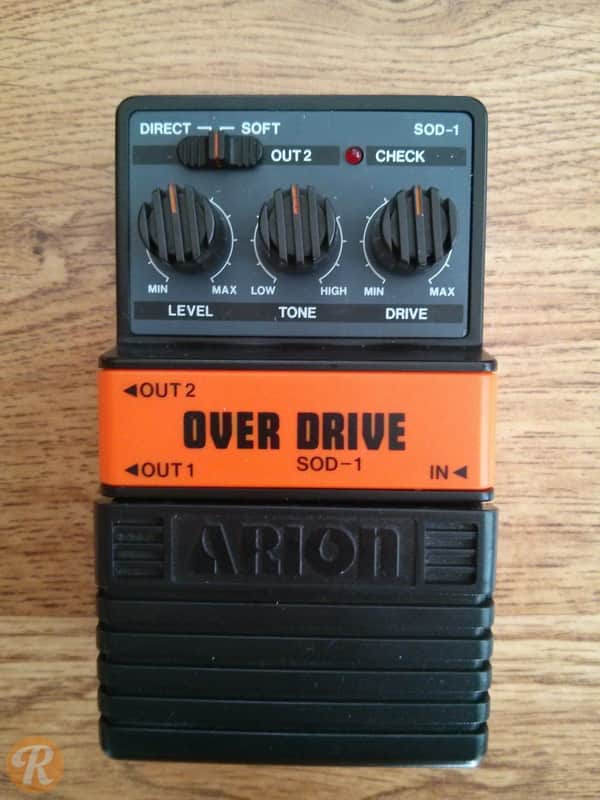 DIRECT SOFT SOD-1
OUT 2 CHECK
MIN MAX LOW HIGH MIN MAX
LEVEL TONE DRIVE
◄OUT 2
OVER DRIVE
◄OUT 1 SOD-1 IN◄
ARION
R